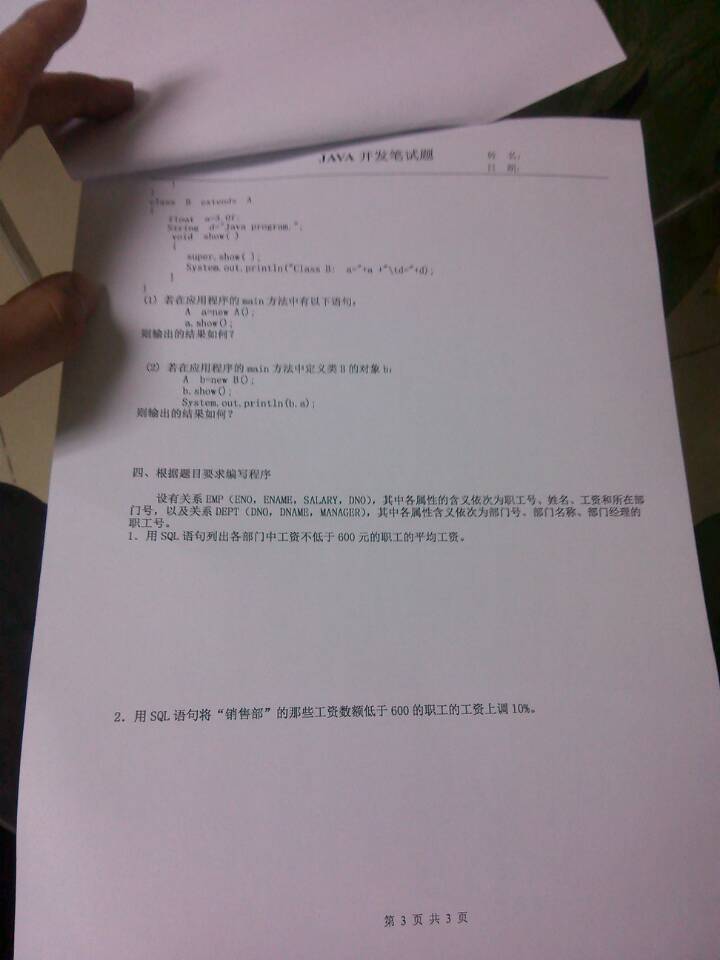 JAVA 开发笔试题
姓 名：
日 期：
}
}
class B extends A
{
float a=3.0f;
String d="Java program.";
void show( )
{
super.show( );
System.out.println("Class B: a="+a +"\td="+d);
}
}
(1) 若在应用程序的 main 方法中有以下语句：
A a=new A();
a.show();
则输出的结果如何？
(2) 若在应用程序的 main 方法中定义类 B 的对象 b：
A b=new B();
b.show();
System.out.println(b.a);
则输出的结果如何？
四、根据题目要求编写程序
设有关系 EMP（ENO，ENAME，SALARY，DNO），其中各属性的含义依次为职工号、姓名、工资和所在部
门号，以及关系 DEPT（DNO，DNAME，MANAGER），其中各属性含义依次为部门号、部门名称、部门经理的
职工号。
1．用 SQL 语句列出各部门中工资不低于 600 元的职工的平均工资。
2．用 SQL 语句将“销售部”的那些工资数额低于 600 的职工的工资上调 10%。
第 3 页 共 3 页